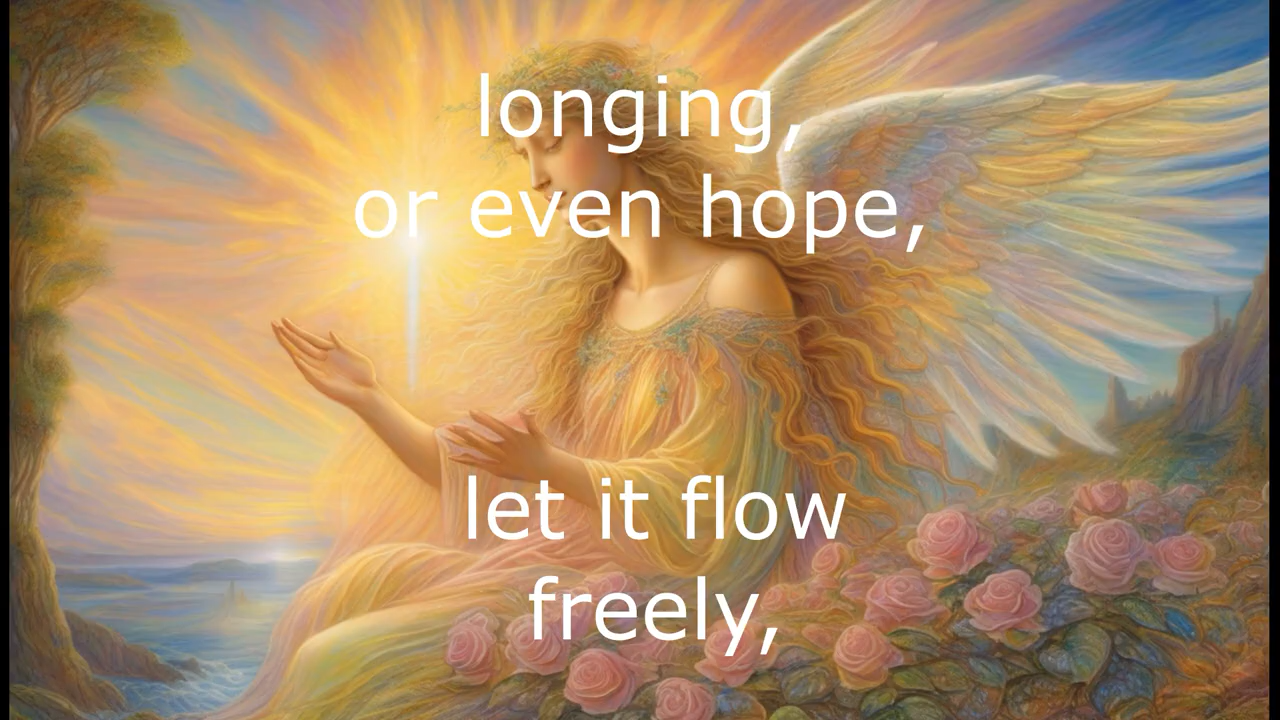 longing,
or even hope,
let it flow
freely,